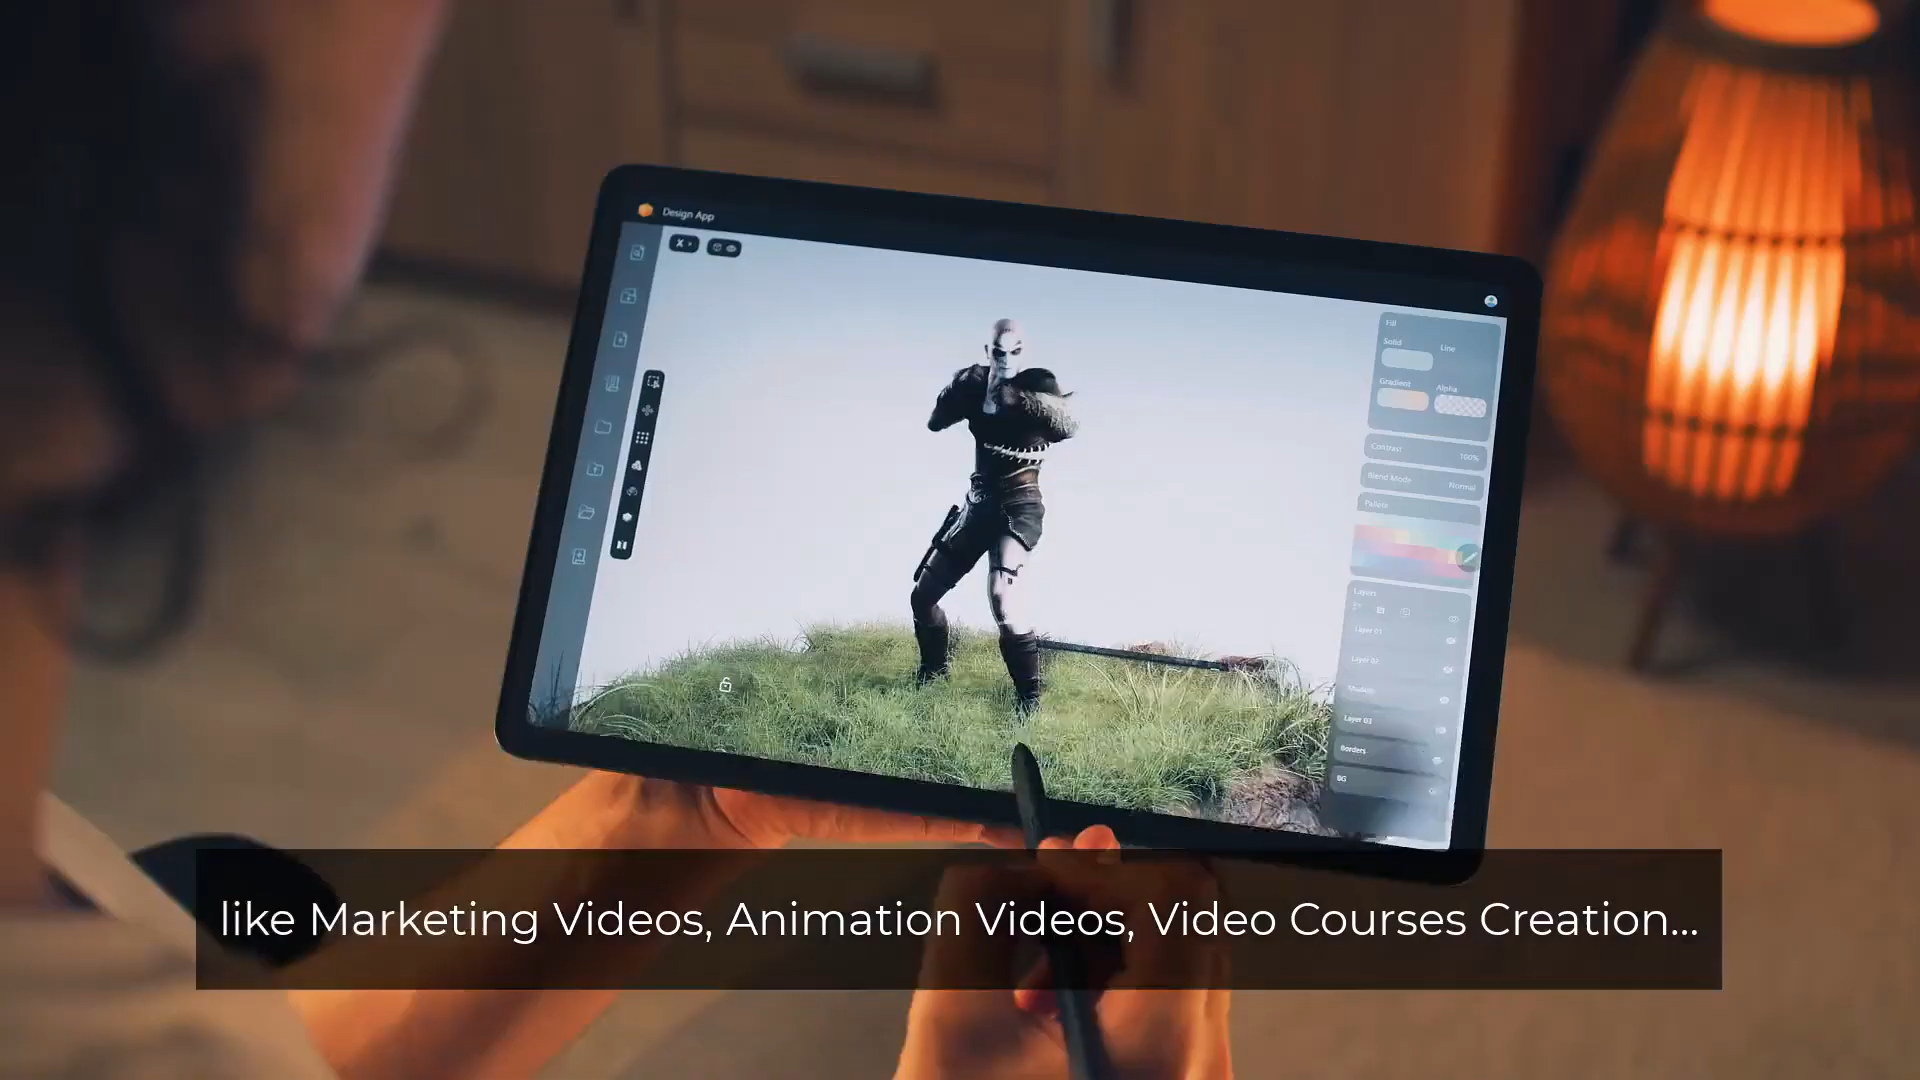 Design App
Fill
Solid
Line
Gradient
Alpha
Contrast
100%
Blend Mode
Normal
Pallete
Layers
Layer 01
Layer 02
Layer 03
Borders
BG
like Marketing Videos, Animation Videos, Video Courses Creation...